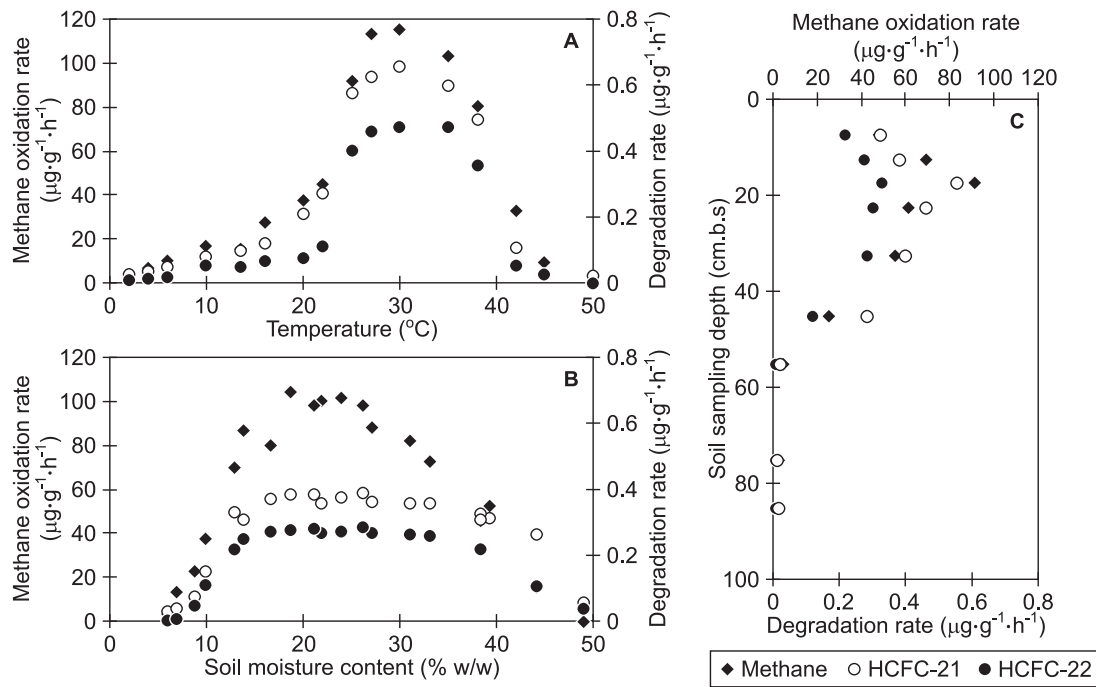 120
100
80
60
40
20
0
Methane oxidation rate
(μg·g⁻¹·h⁻¹)
A
0.8
0.6
0.4
0.2
0
Degradation rate (μg·g⁻¹·h⁻¹)
0 10 20 30 40 50
Temperature (°C)
120
100
80
60
40
20
0
Methane oxidation rate
(μg·g⁻¹·h⁻¹)
B
0.8
0.6
0.4
0.2
0
Degradation rate (μg·g⁻¹·h⁻¹)
0 10 20 30 40 50
Soil moisture content (% w/w)
Methane oxidation rate
(μg·g⁻¹·h⁻¹)
0 20 40 60 80 100 120
C
0
20
40
60
80
100
Soil sampling depth (cm.b.s)
0 0.2 0.4 0.6 0.8
Degradation rate (μg·g⁻¹·h⁻¹)
Methane HCFC-21 HCFC-22